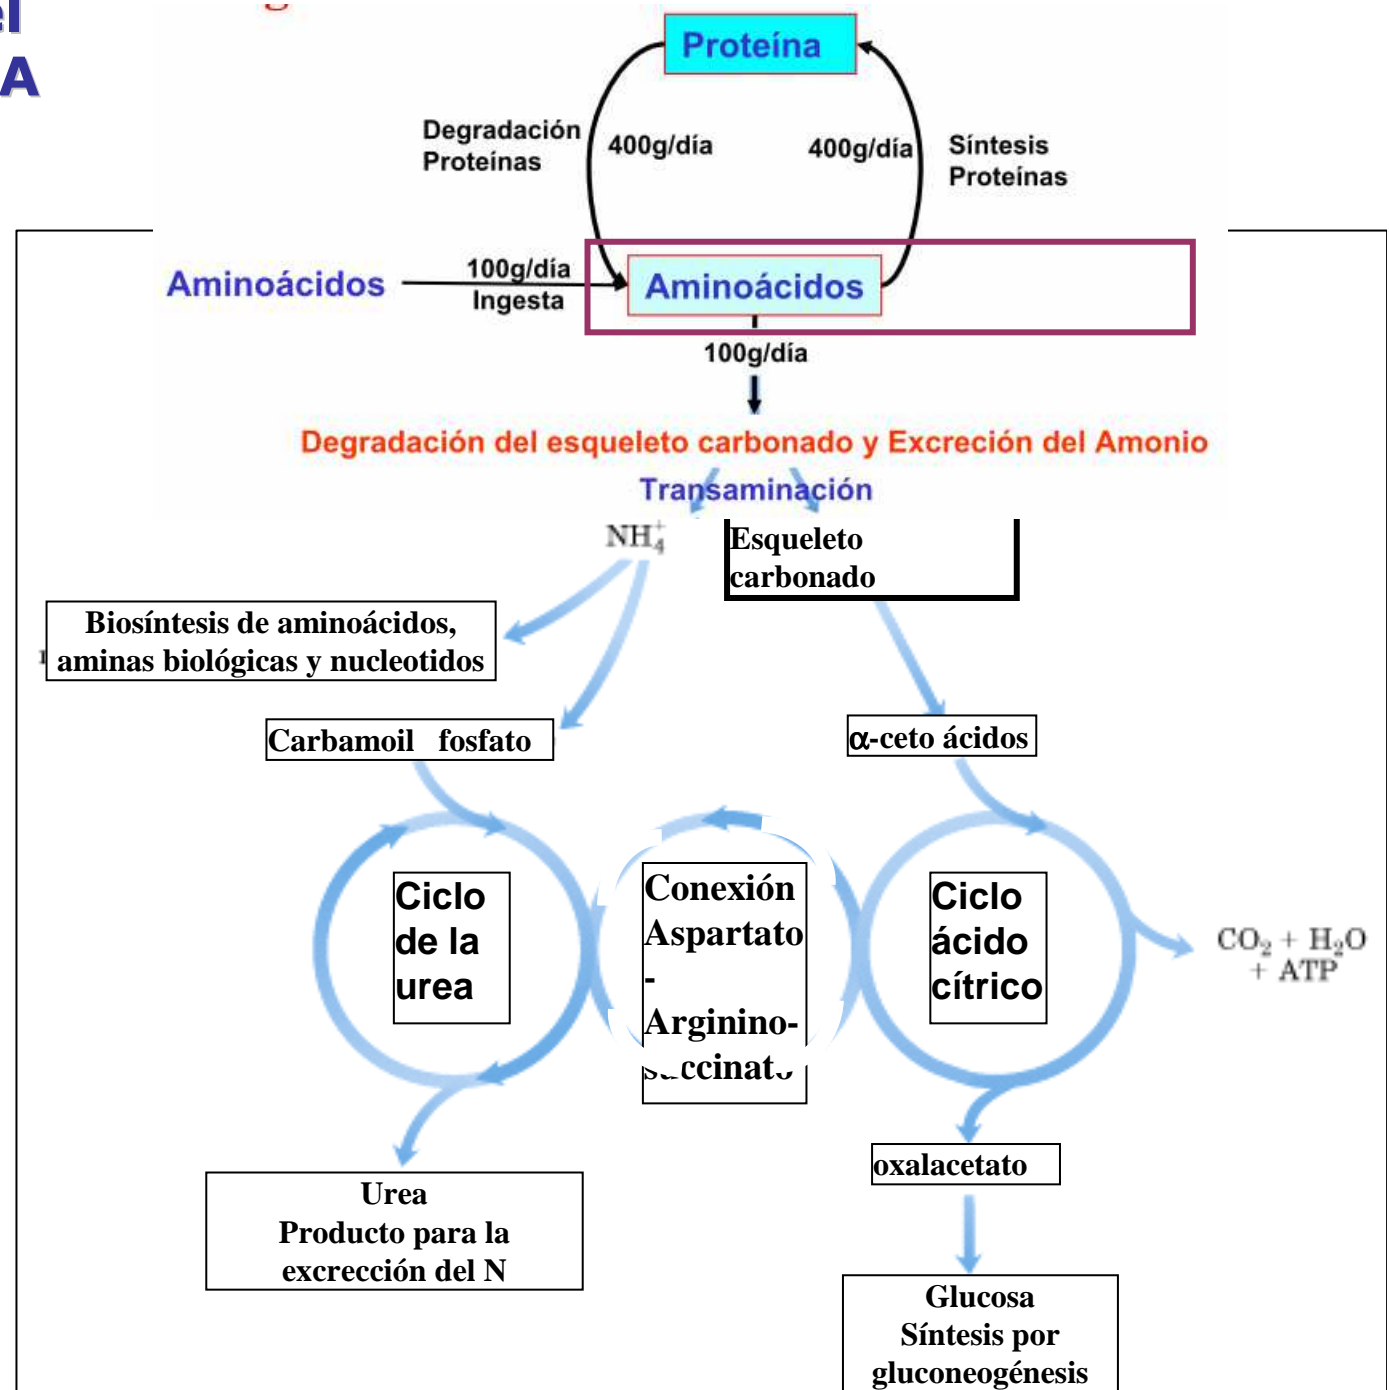 el
A
Proteína
Degradación
Proteínas
400g/día
400g/día
Síntesis
Proteínas
Aminoácidos
100g/día
Ingesta
Aminoácidos
100g/día
Degradación del esqueleto carbonado y Excreción del Amonio
Transaminación
NH₄⁺
Esqueleto
carbonado
Biosíntesis de aminoácidos,
aminas biológicas y nucleotidos
Carbamoil fosfato
α-ceto ácidos
Ciclo
de la
urea
Conexión
Aspartato
-
Arginino-
succinato
Ciclo
ácido
cítrico
CO₂ + H₂O
+ ATP
oxalacetato
Urea
Producto para la
excrección del N
Glucosa
Síntesis por
gluconeogénesis